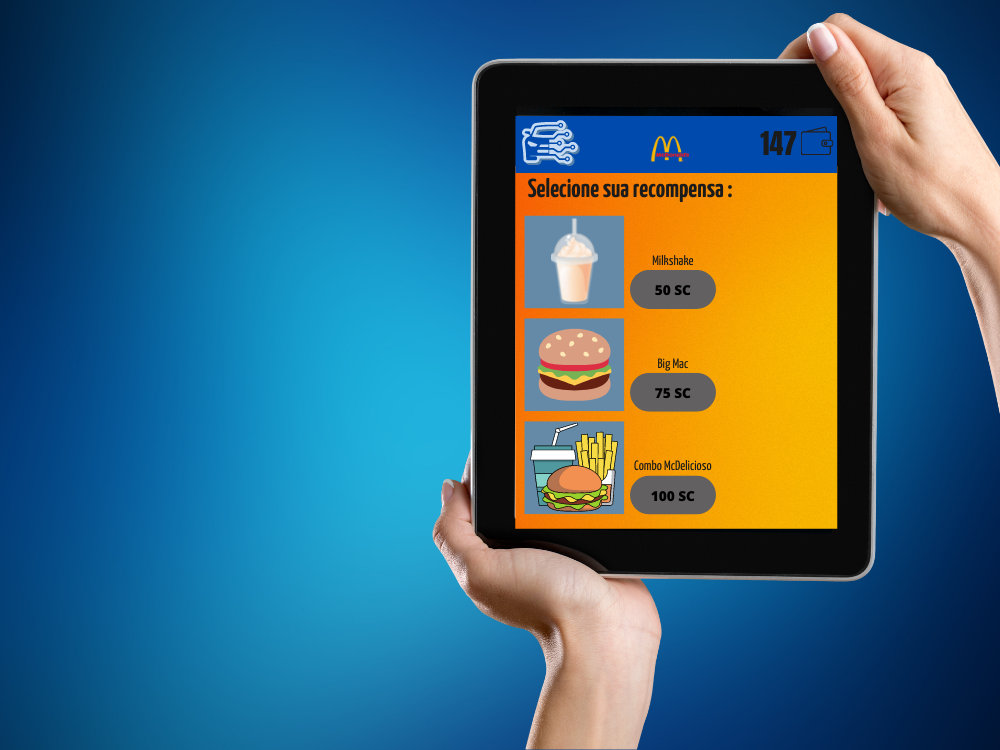 147
Selecione sua recompensa :
Milkshake
50 SC
Big Mac
75 SC
Combo McDelicioso
100 SC